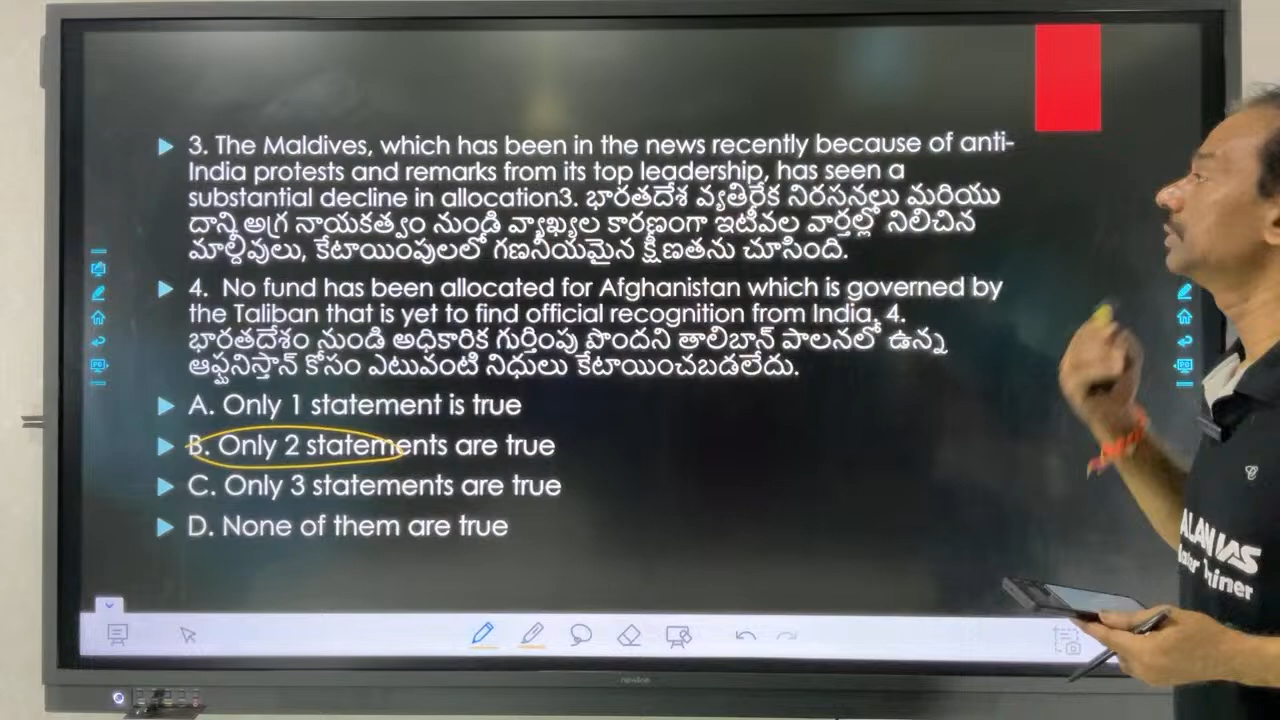 3. The Maldives, which has been in the news recently because of anti-
India protests and remarks from its top leadership, has seen a
substantial decline in allocation3. భారతదేశ వ్యతిరేక నిరసనలు మరియు
దాన్ని అగ్ర నాయకత్వం నుండి వ్యాఖ్యల కారణంగా ఇటీవల వార్తల్లో నిలిచిన
మాల్దీవులు, కేటాయింపులలో గణనీయమైన క్షీణతను చూసింది.
4. No fund has been allocated for Afghanistan which is governed by
the Taliban that is yet to find official recognition from India. 4.
భారతదేశం నుండి అధికారిక గుర్తింపు పొందని తాలిబాన్ పాలనలో ఉన్న
ఆఫ్ఘనిస్తాన్ కోసం ఎటువంటి నిధులు కేటాయించబడలేదు.
A. Only 1 statement is true
B. Only 2 statements are true
C. Only 3 statements are true
D. None of them are true
ALAN IAS
newline